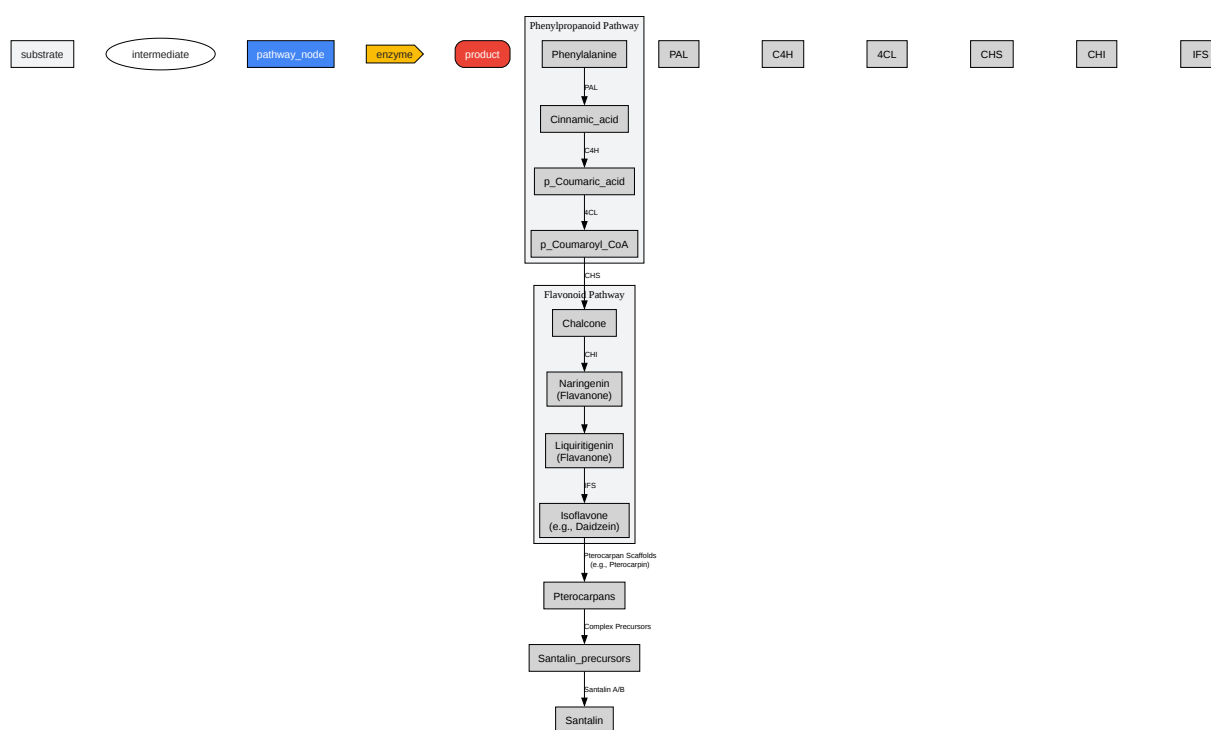 Phenylpropanoid Pathway
substrate
intermediate
pathway_node
enzyme
product
Phenylalanine
PAL
C4H
4CL
CHS
CHI
IFS
PAL
Cinnamic_acid
C4H
p_Coumaric_acid
4CL
p_Coumaroyl_CoA
CHS
Flavonoid Pathway
Chalcone
CHI
Naringenin
(Flavanone)
Liquiritigenin
(Flavanone)
IFS
Isoflavone
(e.g., Daidzein)
Pterocarpan Scaffolds
(e.g., Pterocarpin)
Pterocarpans
Complex Precursors
Santalin_precursors
Santalin A/B
Santalin